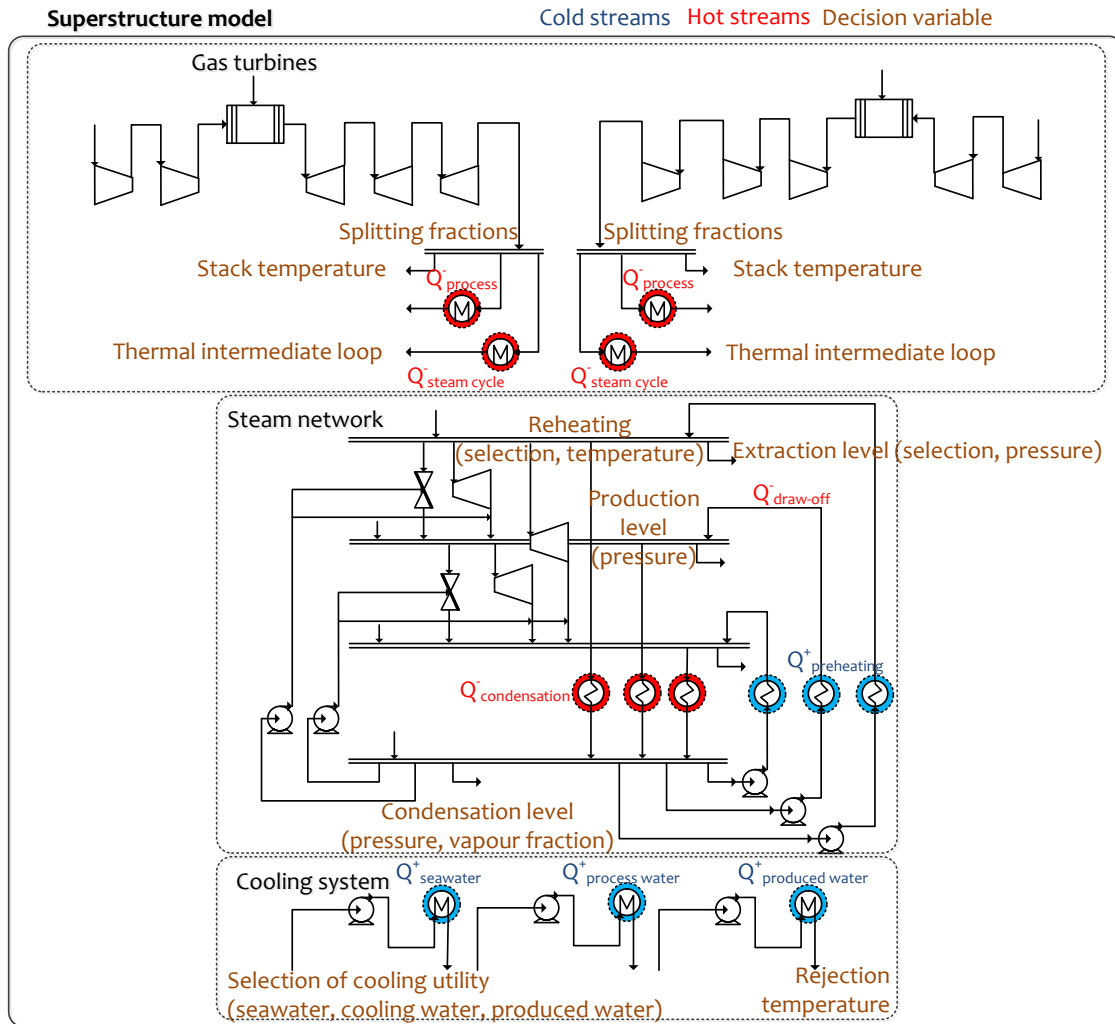 Superstructure model
Cold streams Hot streams Decision variable
Gas turbines
Splitting fractions
Splitting fractions
Stack temperature
Stack temperature
Q⁻process
Q⁻process
Thermal intermediate loop
Thermal intermediate loop
Q⁻steam cycle
Q⁻steam cycle
Steam network
Reheating
(selection, temperature)
Extraction level (selection, pressure)
Production
level
(pressure)
Q⁻draw-off
Q⁺preheating
Q⁻condensation
Condensation level
(pressure, vapour fraction)
Cooling system
Q⁺seawater
Q⁺process water
Q⁺produced water
M
M
M
M
M
M
M
Selection of cooling utility
(seawater, cooling water, produced water)
Rejection
temperature